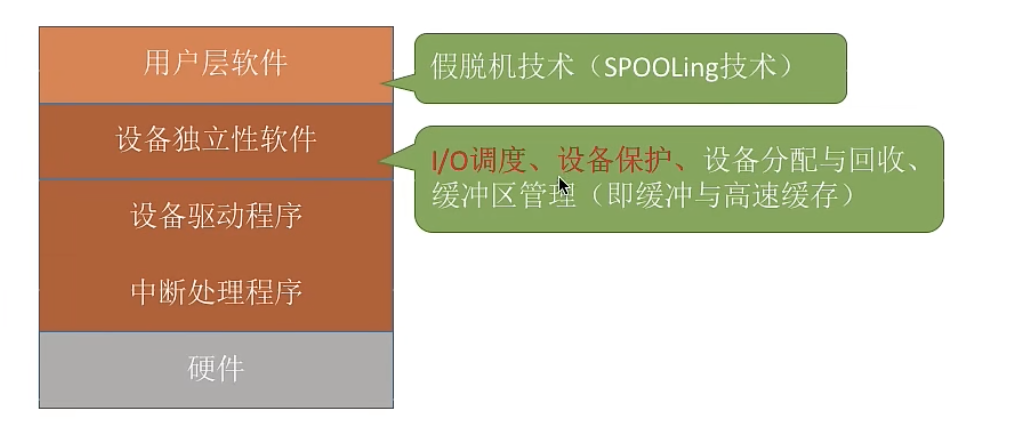 用户层软件
假脱机技术（SPOOLing技术）
设备独立性软件
I/O调度、设备保护、设备分配与回收、
缓冲区管理（即缓冲与高速缓存）
设备驱动程序
中断处理程序
硬件